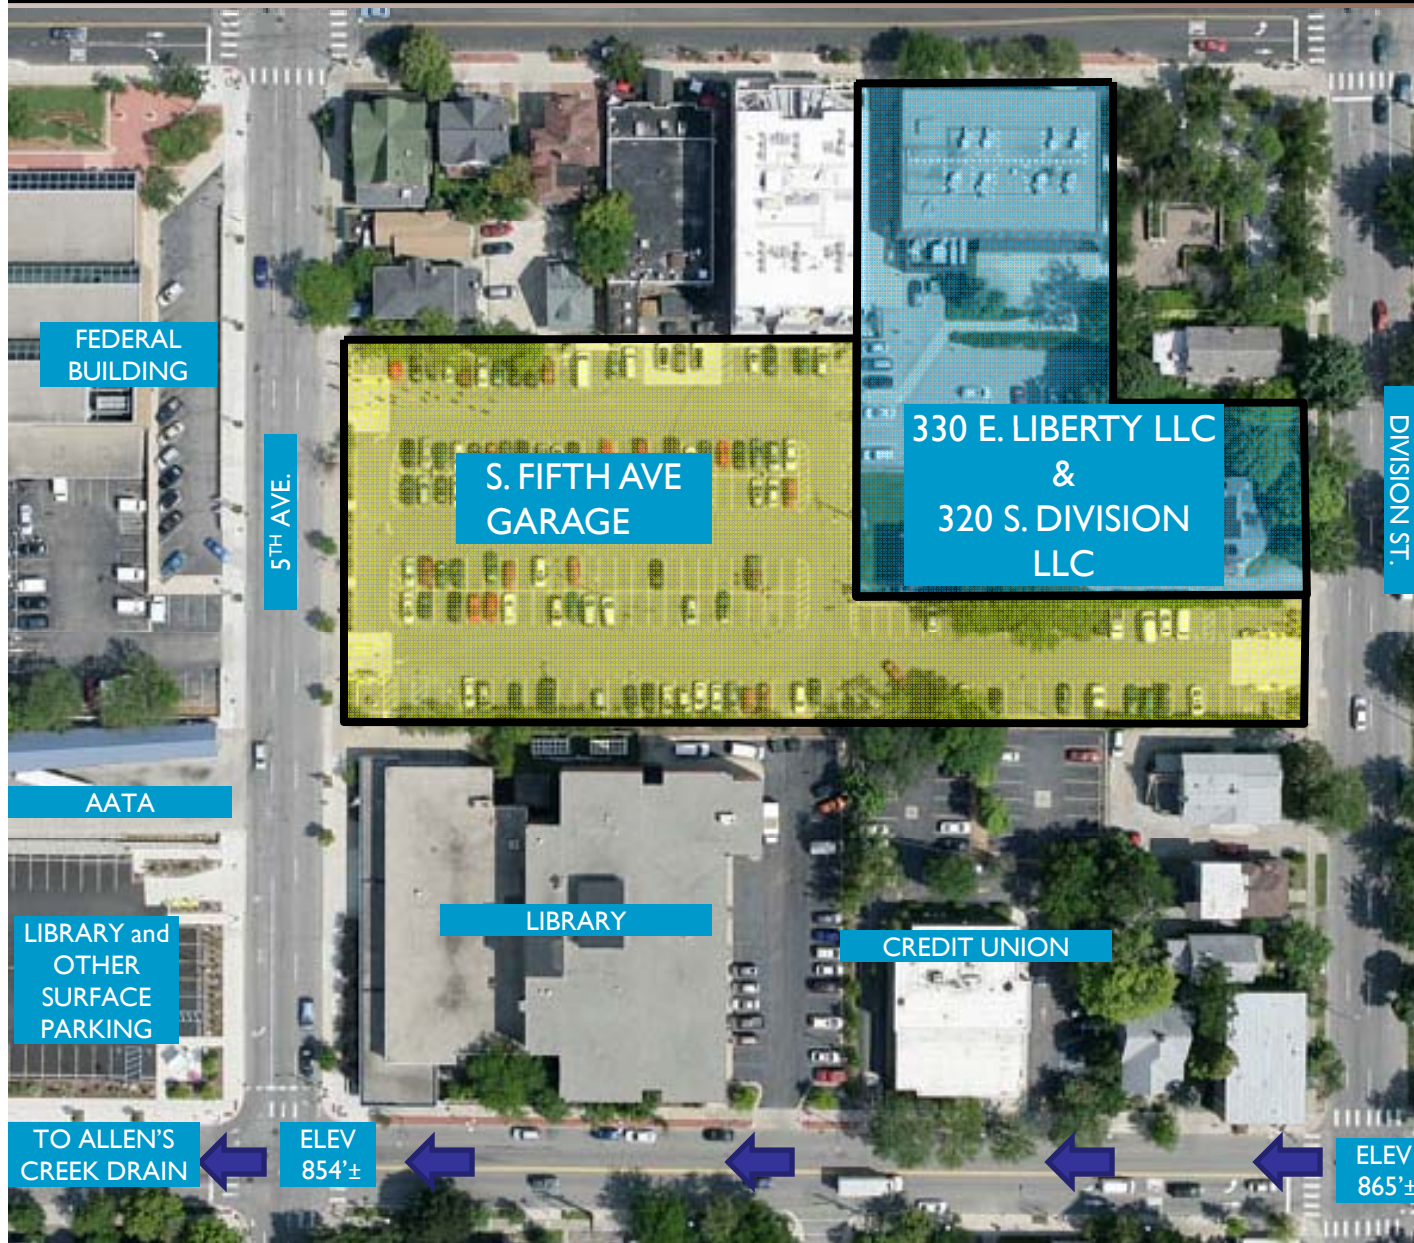 FEDERAL
BUILDING
5TH AVE.
S. FIFTH AVE
GARAGE
330 E. LIBERTY LLC
&
320 S. DIVISION
LLC
DIVISION ST.
AATA
LIBRARY and
OTHER
SURFACE
PARKING
LIBRARY
CREDIT UNION
TO ALLEN'S
CREEK DRAIN
ELEV
854'±
ELEV
865'±